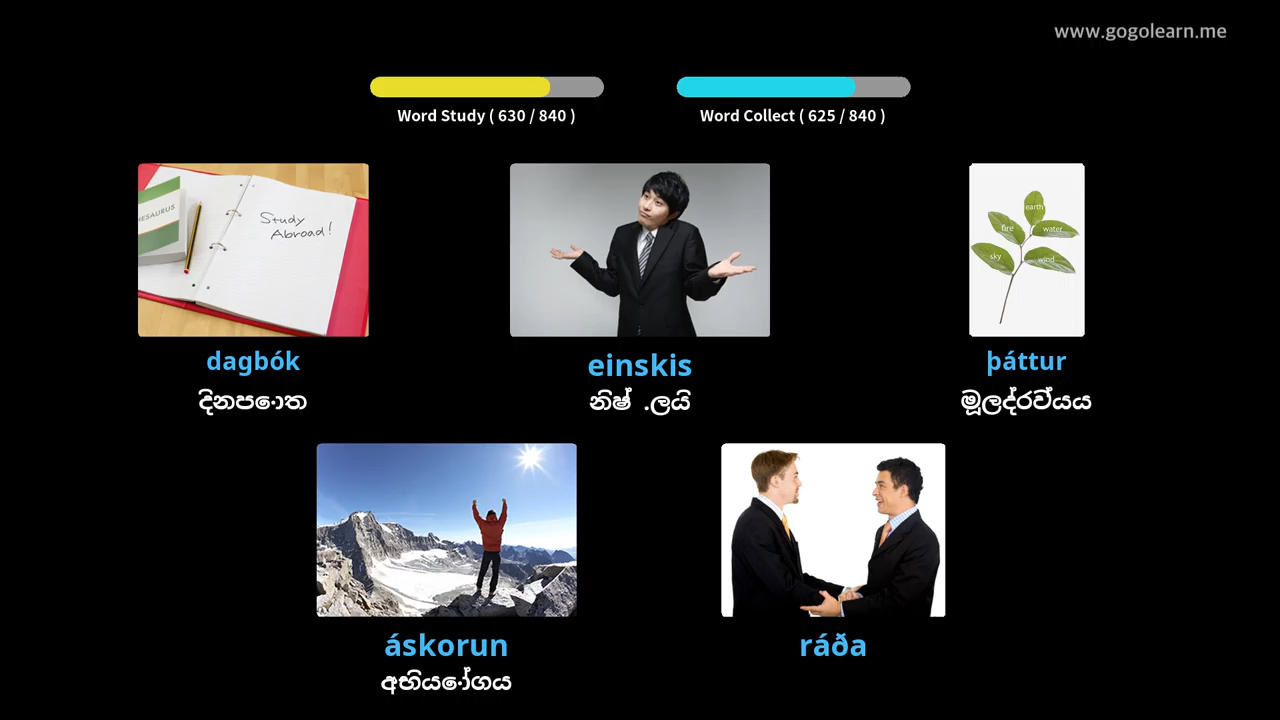 www.gogolearn.me
Word Study ( 630 / 840 )
Word Collect ( 625 / 840 )
THESAURUS
Study
Abroad!
earth
fire
water
sky
wind
dagbók
einskis
þáttur
දිනපොත
නිෂ් .ලයි
මූලද්රව්යය
áskorun
ráða
අභියෝගය